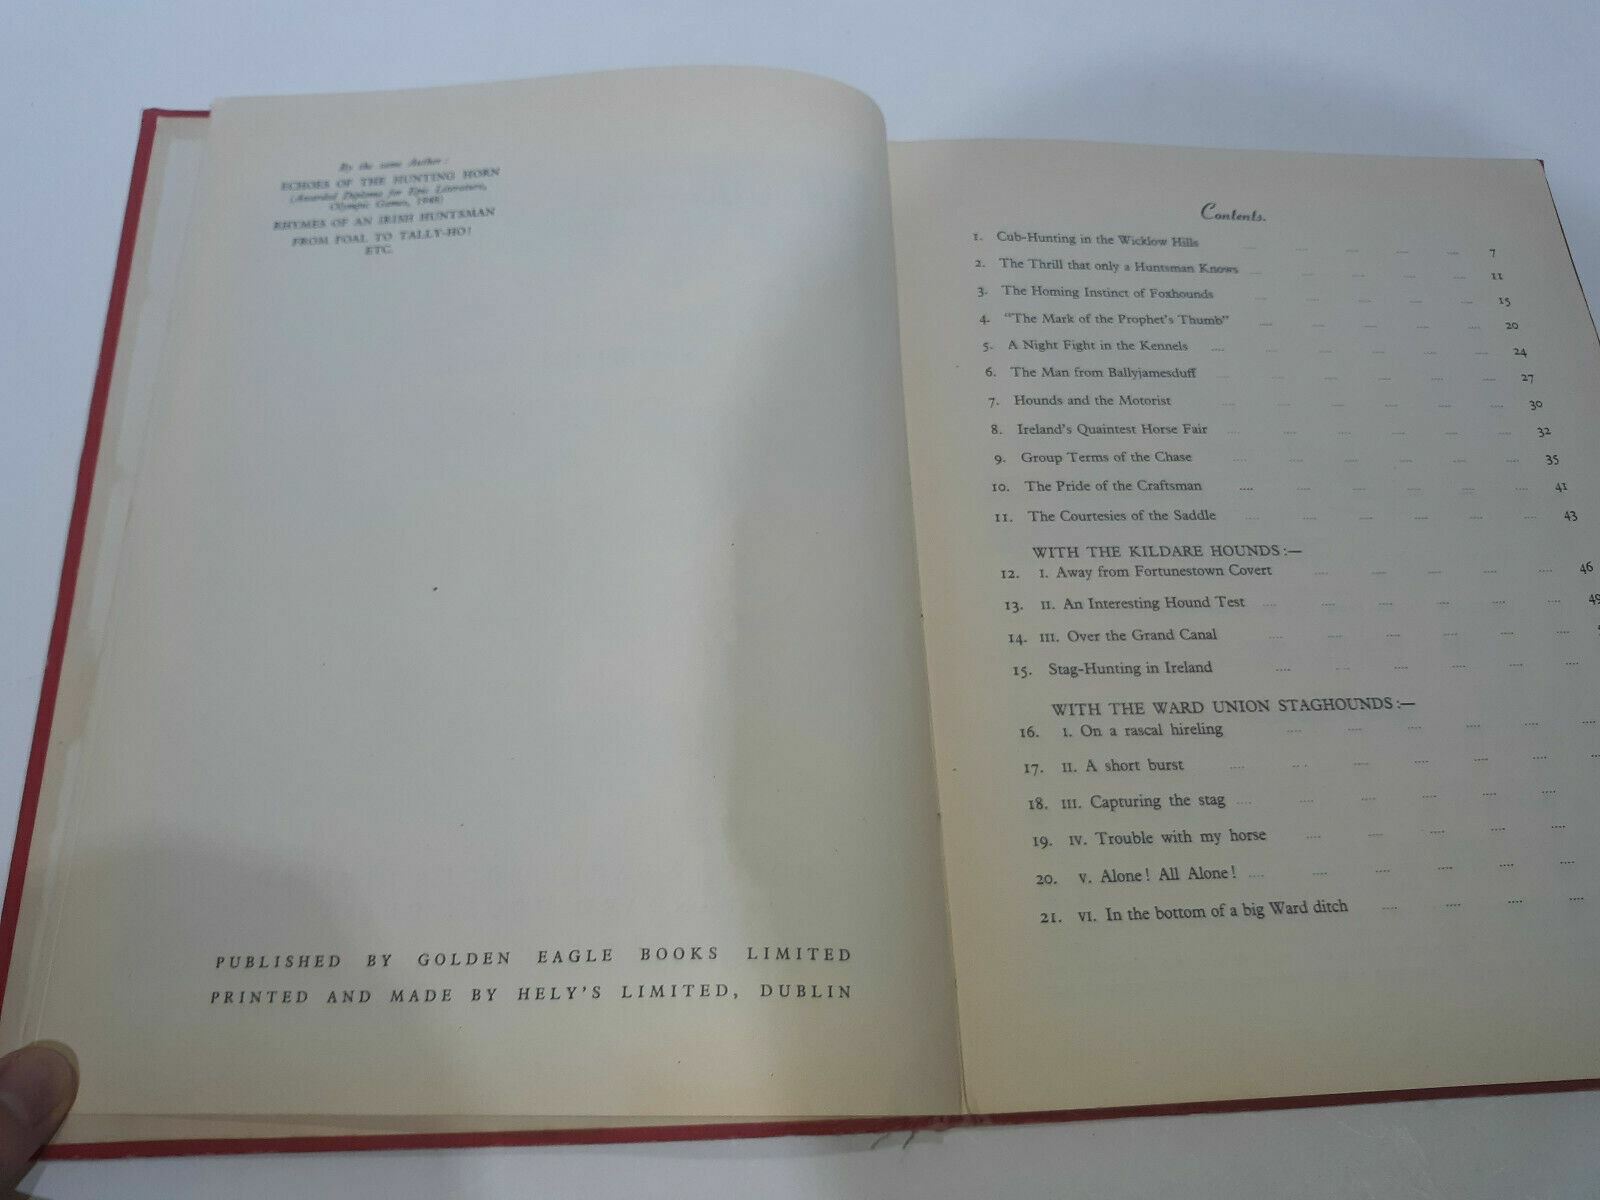 By the same Author:
ECHOES OF THE HUNTING HORN
(Awarded Diploma for Epic Literature,
Olympic Games, 1948)
RHYMES OF AN IRISH HUNTSMAN
FROM FOAL TO TALLY-HO!
ETC.
PUBLISHED BY GOLDEN EAGLE BOOKS LIMITED
PRINTED AND MADE BY HELY'S LIMITED, DUBLIN
Contents.
1. Cub-Hunting in the Wicklow Hills .... .... .... .... 7
2. The Thrill that only a Huntsman Knows .... .... .... .... 11
3. The Homing Instinct of Foxhounds .... .... .... .... 15
4. "The Mark of the Prophet's Thumb" .... .... .... .... .... 20
5. A Night Fight in the Kennels .... .... .... .... .... .... 24
6. The Man from Ballyjamesduff .... .... .... .... .... .... 27
7. Hounds and the Motorist .... .... .... .... .... .... 30
8. Ireland's Quaintest Horse Fair .... .... .... .... .... .... 32
9. Group Terms of the Chase .... .... .... .... .... .... 35
10. The Pride of the Craftsman .... .... .... .... .... .... 41
11. The Courtesies of the Saddle .... .... .... .... .... .... 43
WITH THE KILDARE HOUNDS:—
12. I. Away from Fortunestown Covert .... .... .... .... .... 46
13. II. An Interesting Hound Test .... .... .... .... .... .... 49
14. III. Over the Grand Canal .... .... .... .... .... ....
15. Stag-Hunting in Ireland .... .... .... .... .... ....
WITH THE WARD UNION STAGHOUNDS:—
16. I. On a rascal hireling .... .... .... .... .... ....
17. II. A short burst .... .... .... .... .... .... ....
18. III. Capturing the stag .... .... .... .... .... ....
19. IV. Trouble with my horse .... .... .... .... ....
20. V. Alone! All Alone! .... .... .... .... .... ....
21. VI. In the bottom of a big Ward ditch .... .... .... ....